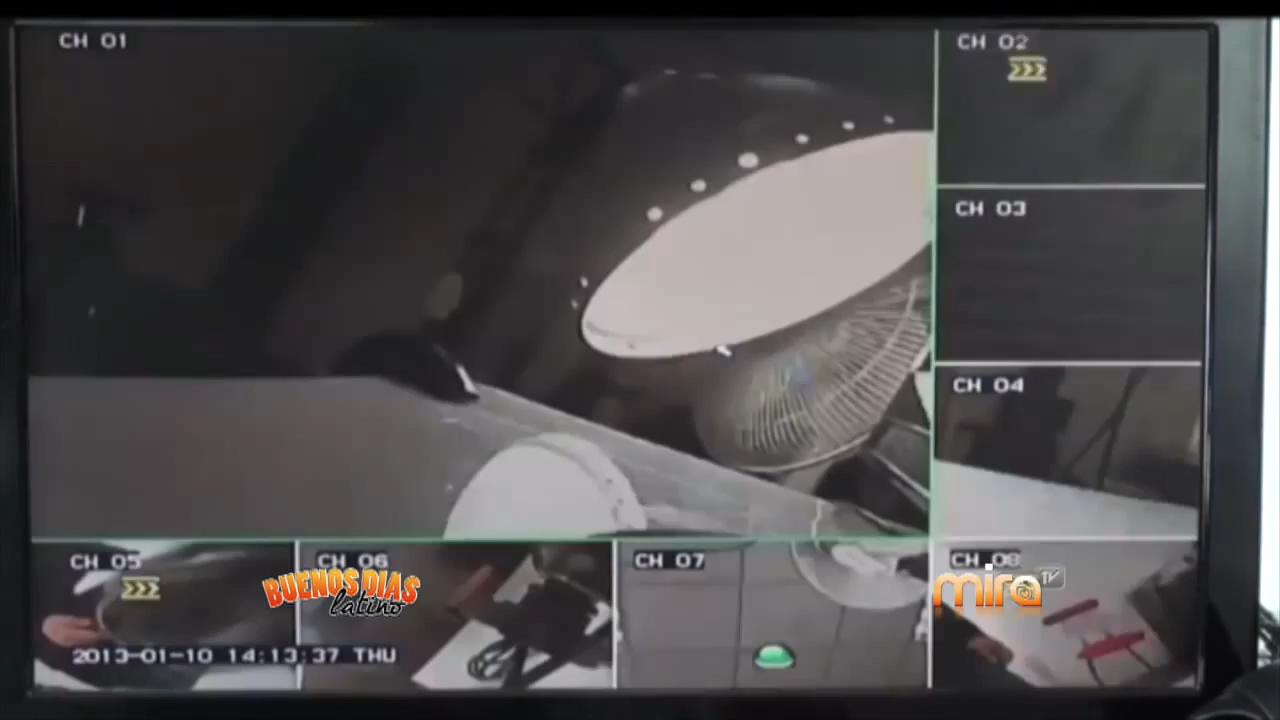 CH 01
CH 02
CH 03
CH 04
CH 05
CH 06
CH 07
CH 08
BUENOS DIAS
latino
mira TV
2013-01-10 14:13:37 THU